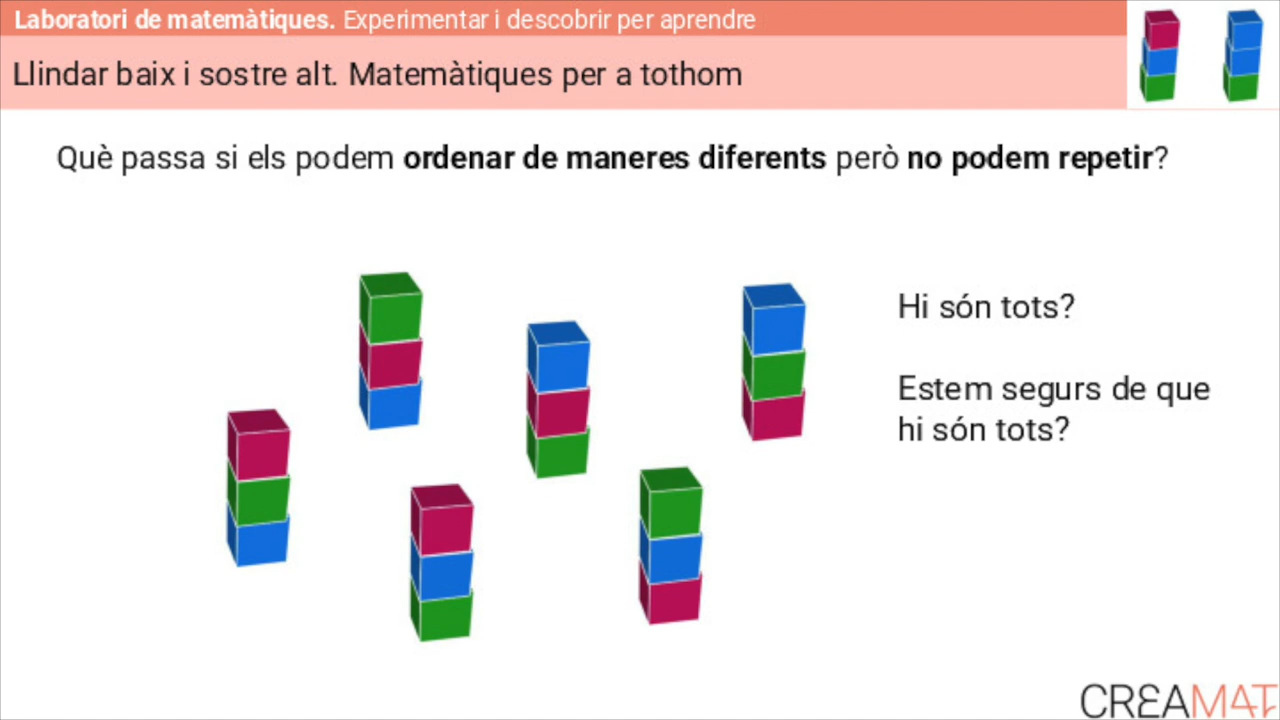 Laboratori de matemàtiques. Experimentar i descobrir per aprendre
Llindar baix i sostre alt. Matemàtiques per a tothom
Què passa si els podem ordenar de maneres diferents però no podem repetir?
Hi són tots?
Estem segurs de que
hi són tots?
CREAMAT